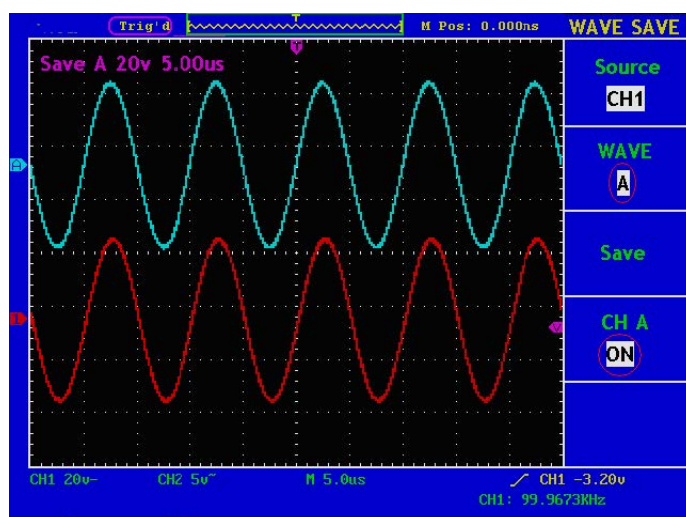 Trig'd M Pos: 0.000ns WAVE SAVE
T
T
Save A 20v 5.00us
Source
CH1
WAVE
A
A
Save
1
CH A
ON
V
CH1 20v- CH2 5v~ M 5.0us CH1 -3.20v
CH1: 99.9673KHz